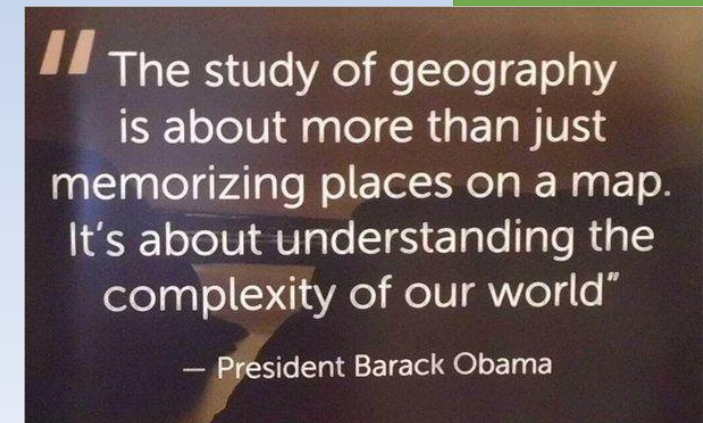 " The study of geography
is about more than just
memorizing places on a map.
It's about understanding the
complexity of our world"
— President Barack Obama